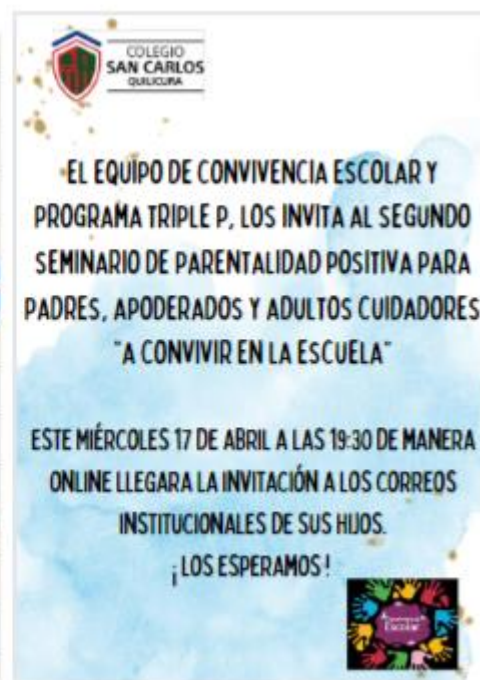 COLEGIO
SAN CARLOS
QUILICURA
EL EQUIPO DE CONVIVENCIA ESCOLAR Y
PROGRAMA TRIPLE P, LOS INVITA AL SEGUNDO
SEMINARIO DE PARENTALIDAD POSITIVA PARA
PADRES, APODERADOS Y ADULTOS CUIDADORES
"A CONVIVIR EN LA ESCUELA"
ESTE MIÉRCOLES 17 DE ABRIL A LAS 19:30 DE MANERA
ONLINE LLEGARA LA INVITACIÓN A LOS CORREOS
INSTITUCIONALES DE SUS HIJOS.
¡LOS ESPERAMOS!
Escolar